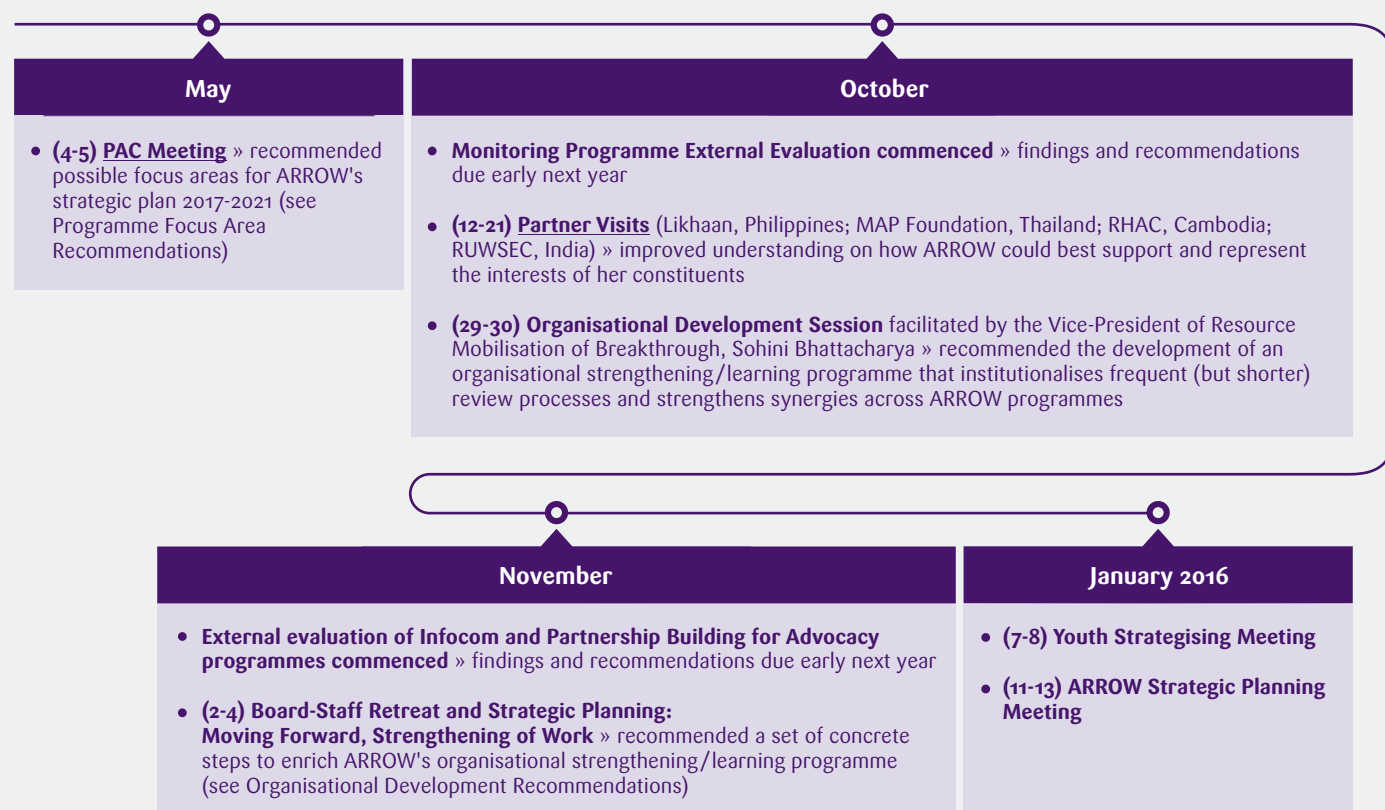 May
• (4-5) PAC Meeting » recommended
possible focus areas for ARROW's
strategic plan 2017-2021 (see
Programme Focus Area
Recommendations)
October
• Monitoring Programme External Evaluation commenced » findings and recommendations
due early next year
• (12-21) Partner Visits (Likhaan, Philippines; MAP Foundation, Thailand; RHAC, Cambodia;
RUWSEC, India) » improved understanding on how ARROW could best support and represent
the interests of her constituents
• (29-30) Organisational Development Session facilitated by the Vice-President of Resource
Mobilisation of Breakthrough, Sohini Bhattacharya » recommended the development of an
organisational strengthening/learning programme that institutionalises frequent (but shorter)
review processes and strengthens synergies across ARROW programmes
November
• External evaluation of Infocom and Partnership Building for Advocacy
programmes commenced » findings and recommendations due early next year
• (2-4) Board-Staff Retreat and Strategic Planning:
Moving Forward, Strengthening of Work » recommended a set of concrete
steps to enrich ARROW's organisational strengthening/learning programme
(see Organisational Development Recommendations)
January 2016
• (7-8) Youth Strategising Meeting
• (11-13) ARROW Strategic Planning
Meeting